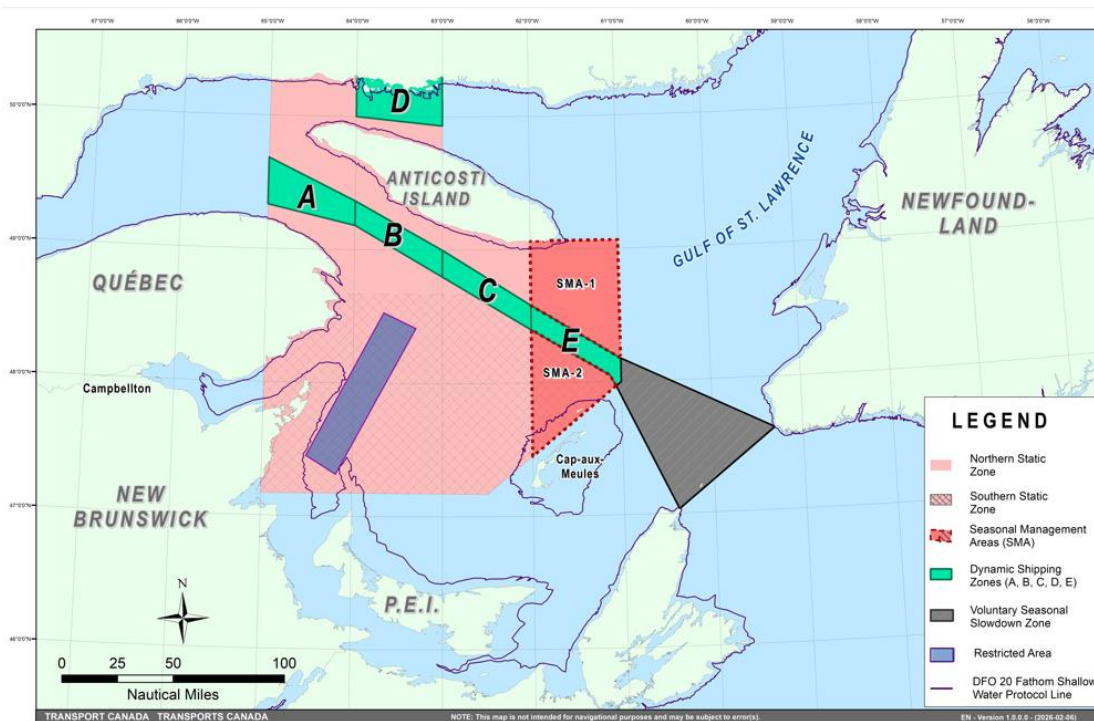 67°0'0"W 66°0'0"W 65°0'0"W 64°0'0"W 63°0'0"W 62°0'0"W 61°0'0"W 60°0'0"W 59°0'0"W 58°0'0"W 57°0'0"W 56°0'0"W
50°0'0"N
49°0'0"N
48°0'0"N
47°0'0"N
46°0'0"N
D
ANTICOSTI
ISLAND
A
B
C
E
GULF OF ST. LAWRENCE
NEWFOUND-
LAND
QUÉBEC
SMA-1
SMA-2
Campbellton
Cap-aux-
Meules
NEW
BRUNSWICK
P.E.I.
N
0 25 50 100
Nautical Miles
LEGEND
Northern Static
Zone
Southern Static
Zone
Seasonal Management
Areas (SMA)
Dynamic Shipping
Zones (A, B, C, D, E)
Voluntary Seasonal
Slowdown Zone
Restricted Area
DFO 20 Fathom Shallow
Water Protocol Line
TRANSPORT CANADA TRANSPORTS CANADA
NOTE: This map is not intended for navigational purposes and may be subject to error(s).
EN - Version 1.0.0.0 - (2026-02-06)